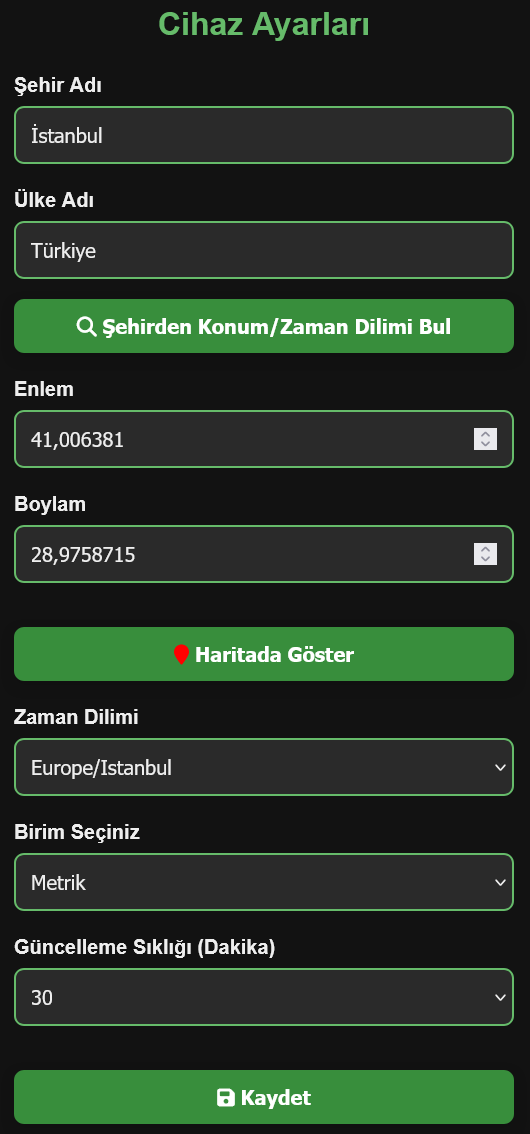 Cihaz Ayarları
Şehir Adı
İstanbul
Ülke Adı
Türkiye
Şehirden Konum/Zaman Dilimi Bul
Enlem
41,006381
Boylam
28,9758715
Haritada Göster
Zaman Dilimi
Europe/Istanbul
Birim Seçiniz
Metrik
Güncelleme Sıklığı (Dakika)
30
Kaydet